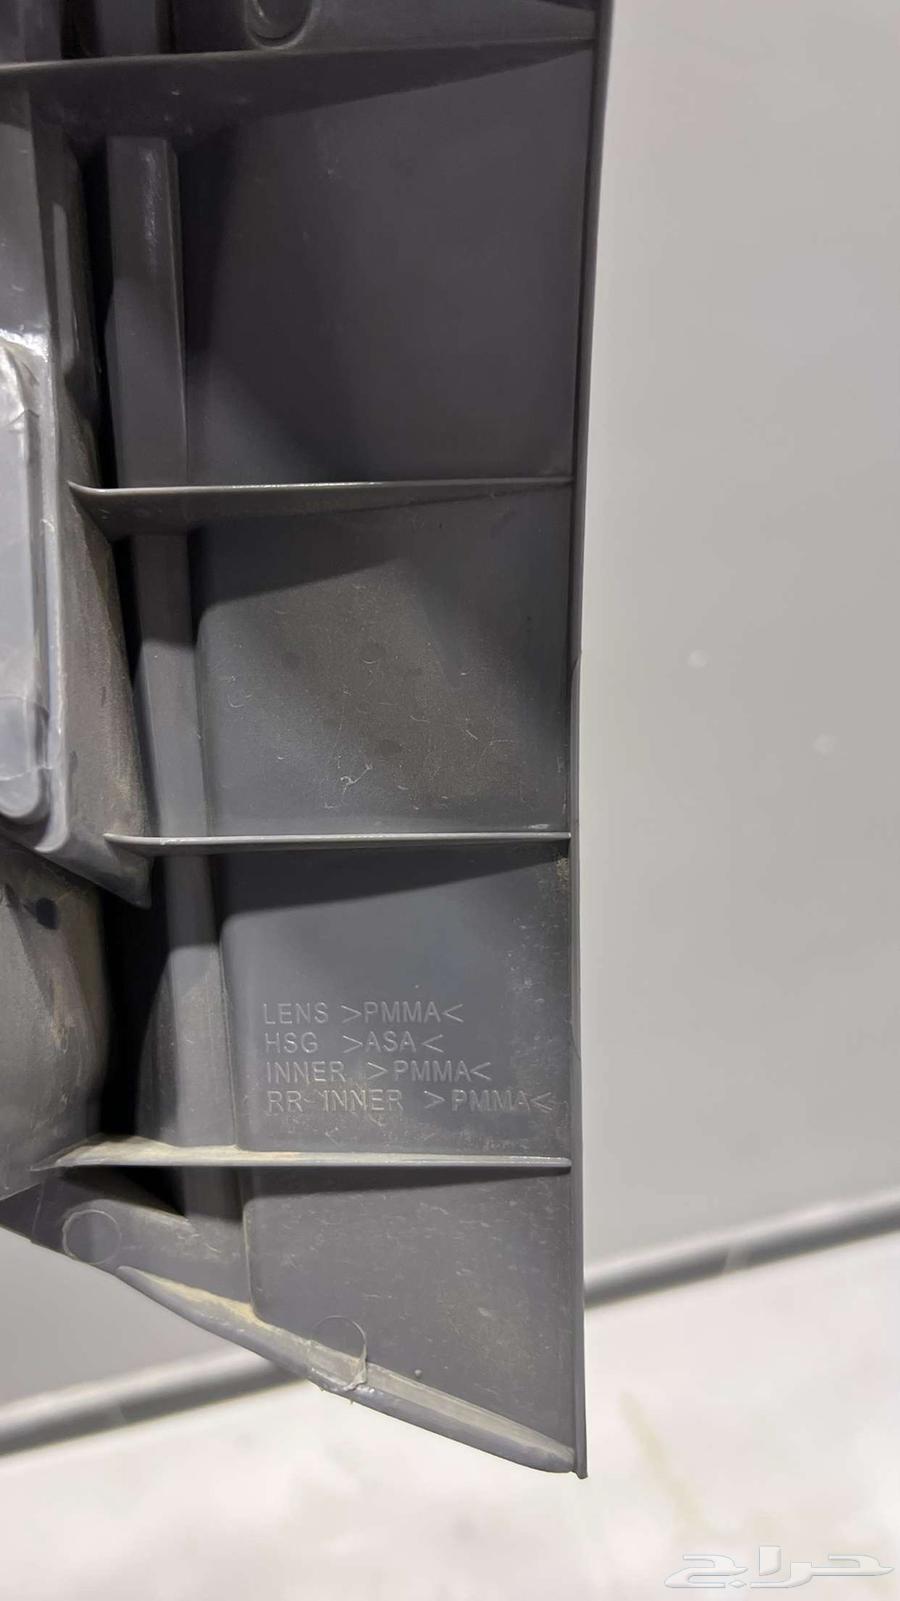 LENS >PMMA<
HSG >ASA<
INNER >PMMA<
RR-INNER >PMMA<
حراج